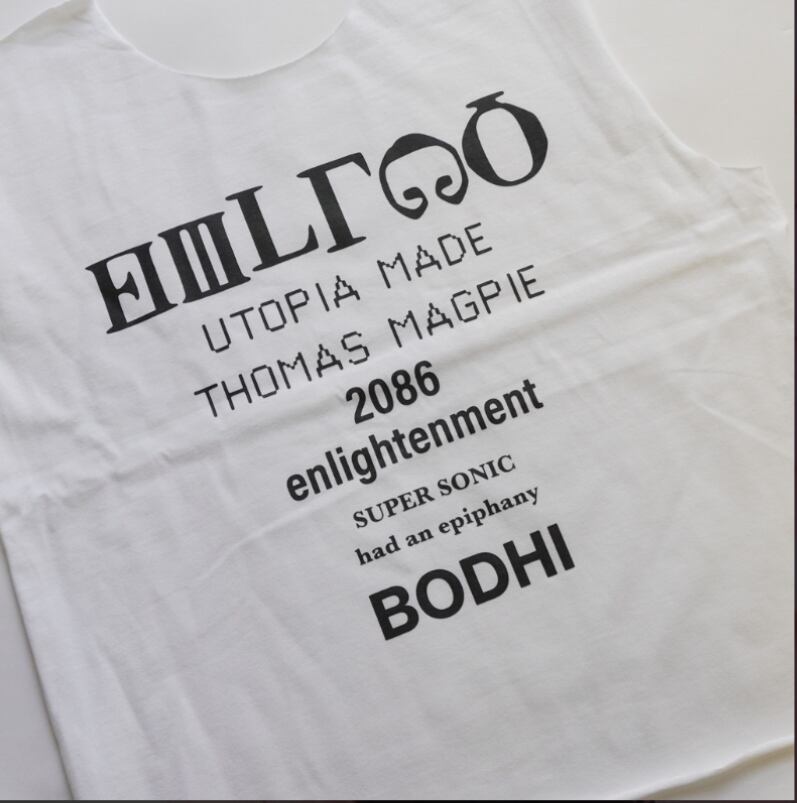 UTOPIA MADE
THOMAS MAGPIE
2086
enlightenment
SUPER SONIC
had an epiphany
BODHI